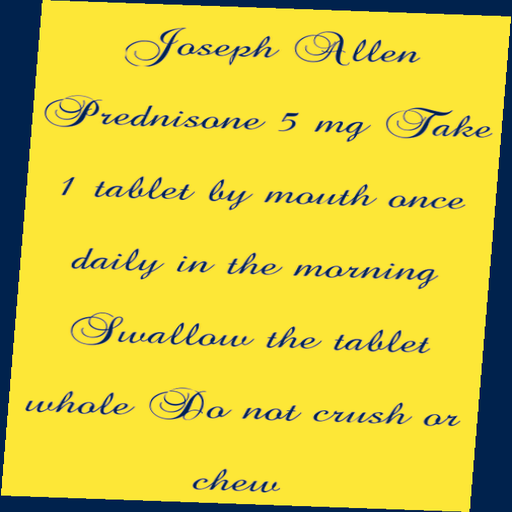 Joseph Allen
Prednisone 5 mg Take
1 tablet by mouth once
daily in the morning
Swallow the tablet
whole Do not crush or
chew